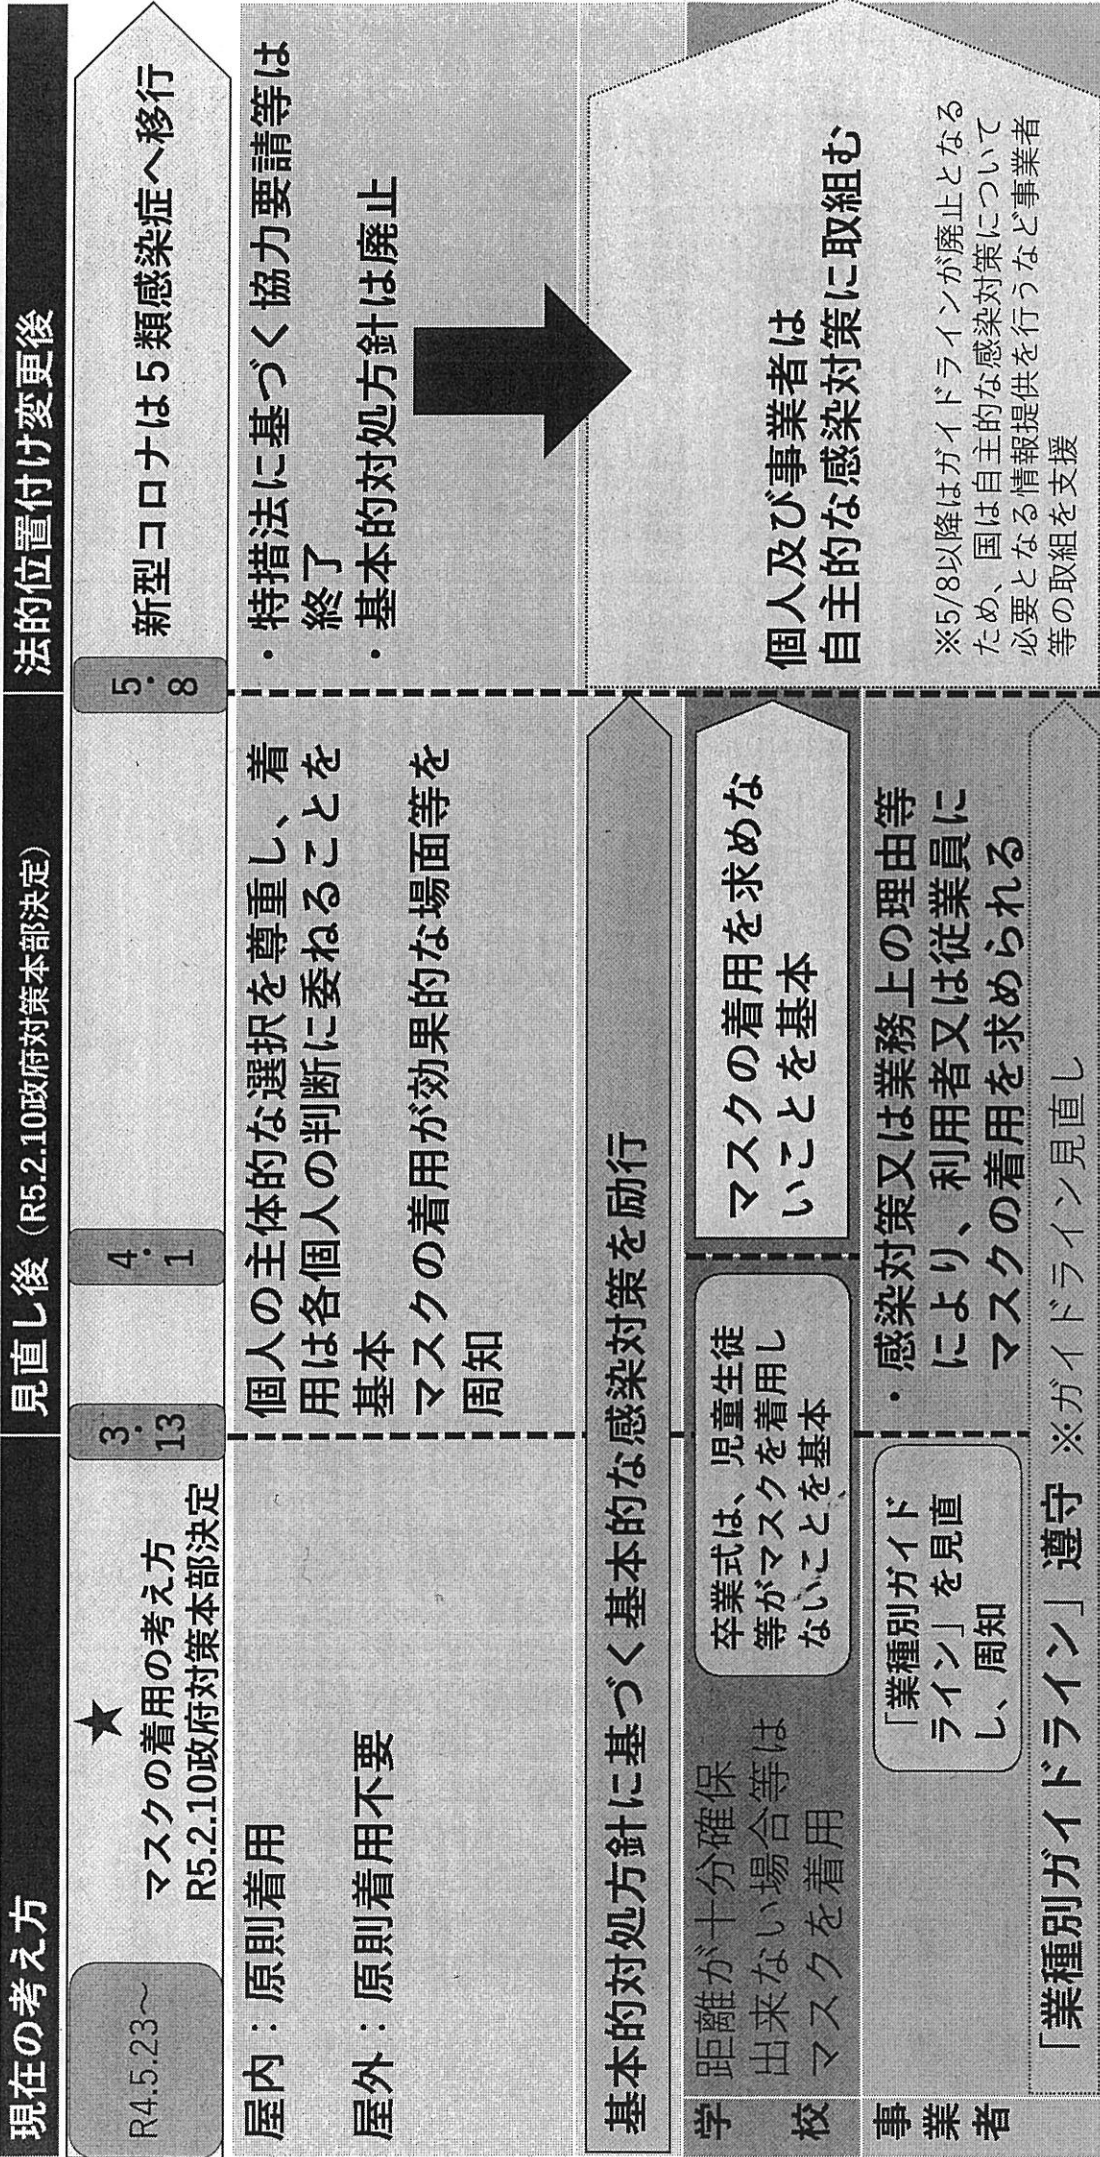 現在の考え方
見直し後（R5.2.10政府対策本部決定）
法的位置付け変更後
R4.5.23～
★
マスクの着用の考え方
R5.2.10政府対策本部決定
3.
13
4.
1
5.
8
新型コロナは５類感染症へ移行
屋内：原則着用
屋外：原則着用不要
個人の主体的な選択を尊重し、着
用は各個人の判断に委ねることを
基本
マスクの着用が効果的な場面等を
周知
・特措法に基づく協力要請等は
終了
・基本的対処方針は廃止
基本的対処方針に基づく基本的な感染対策を励行
個人及び事業者は
自主的な感染対策に取組む
※5/8以降はガイドラインが廃止となる
ため、国は自主的な感染対策について
必要となる情報提供を行うなど事業者
等の取組を支援
学校
距離が十分確保
出来ない場合等は
マスクを着用
卒業式は、児童生徒
等がマスクを着用し
ないことを基本
マスクの着用を求めな
いことを基本
事業者
「業種別ガイド
ライン」を見直
し、周知
・感染対策又は業務上の理由等
により、利用者又は従業員に
マスクの着用を求められる
「業種別ガイドライン」遵守 ※ガイドライン見直し